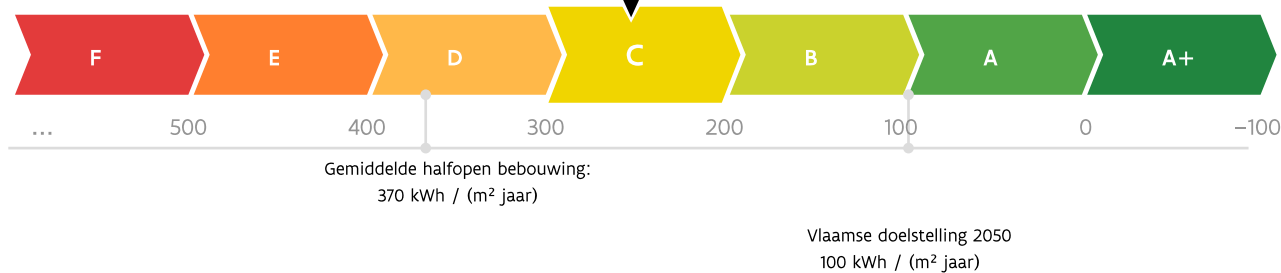 F E D C B A A+
... 500 400 300 200 100 0 –100
Gemiddelde halfopen bebouwing:
370 kWh / (m² jaar)
Vlaamse doelstelling 2050
100 kWh / (m² jaar)